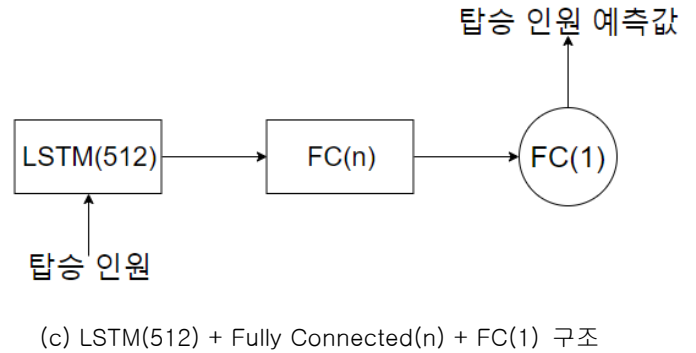 탑승 인원 예측값
LSTM(512)
FC(n)
FC(1)
탑승 인원
(c) LSTM(512) + Fully Connected(n) + FC(1) 구조